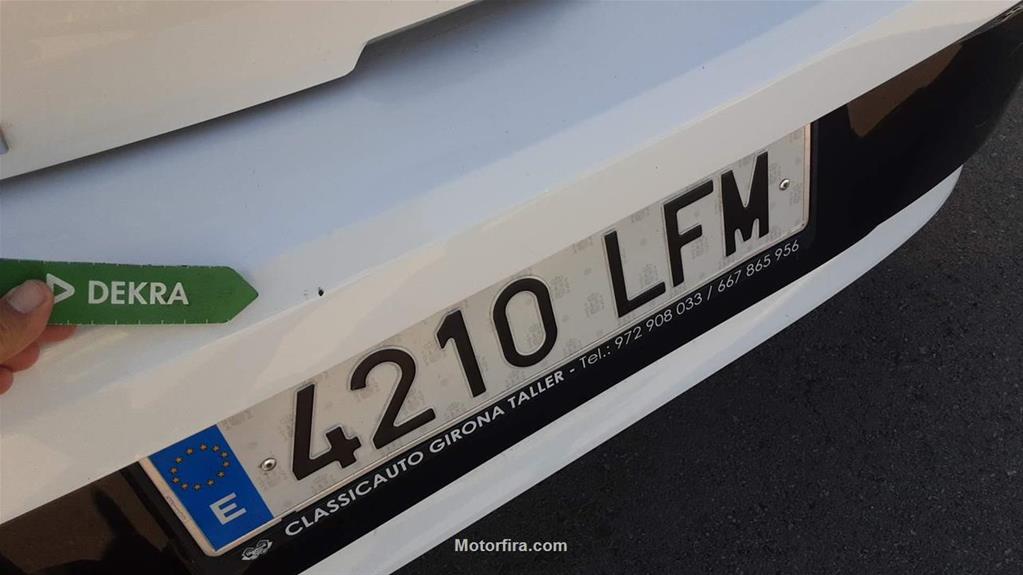 DEKRA
4210 LFM
E
CLASSICAUTO GIRONA TALLER - Tel.: 972 908 033 / 667 865 956
Motorfira.com